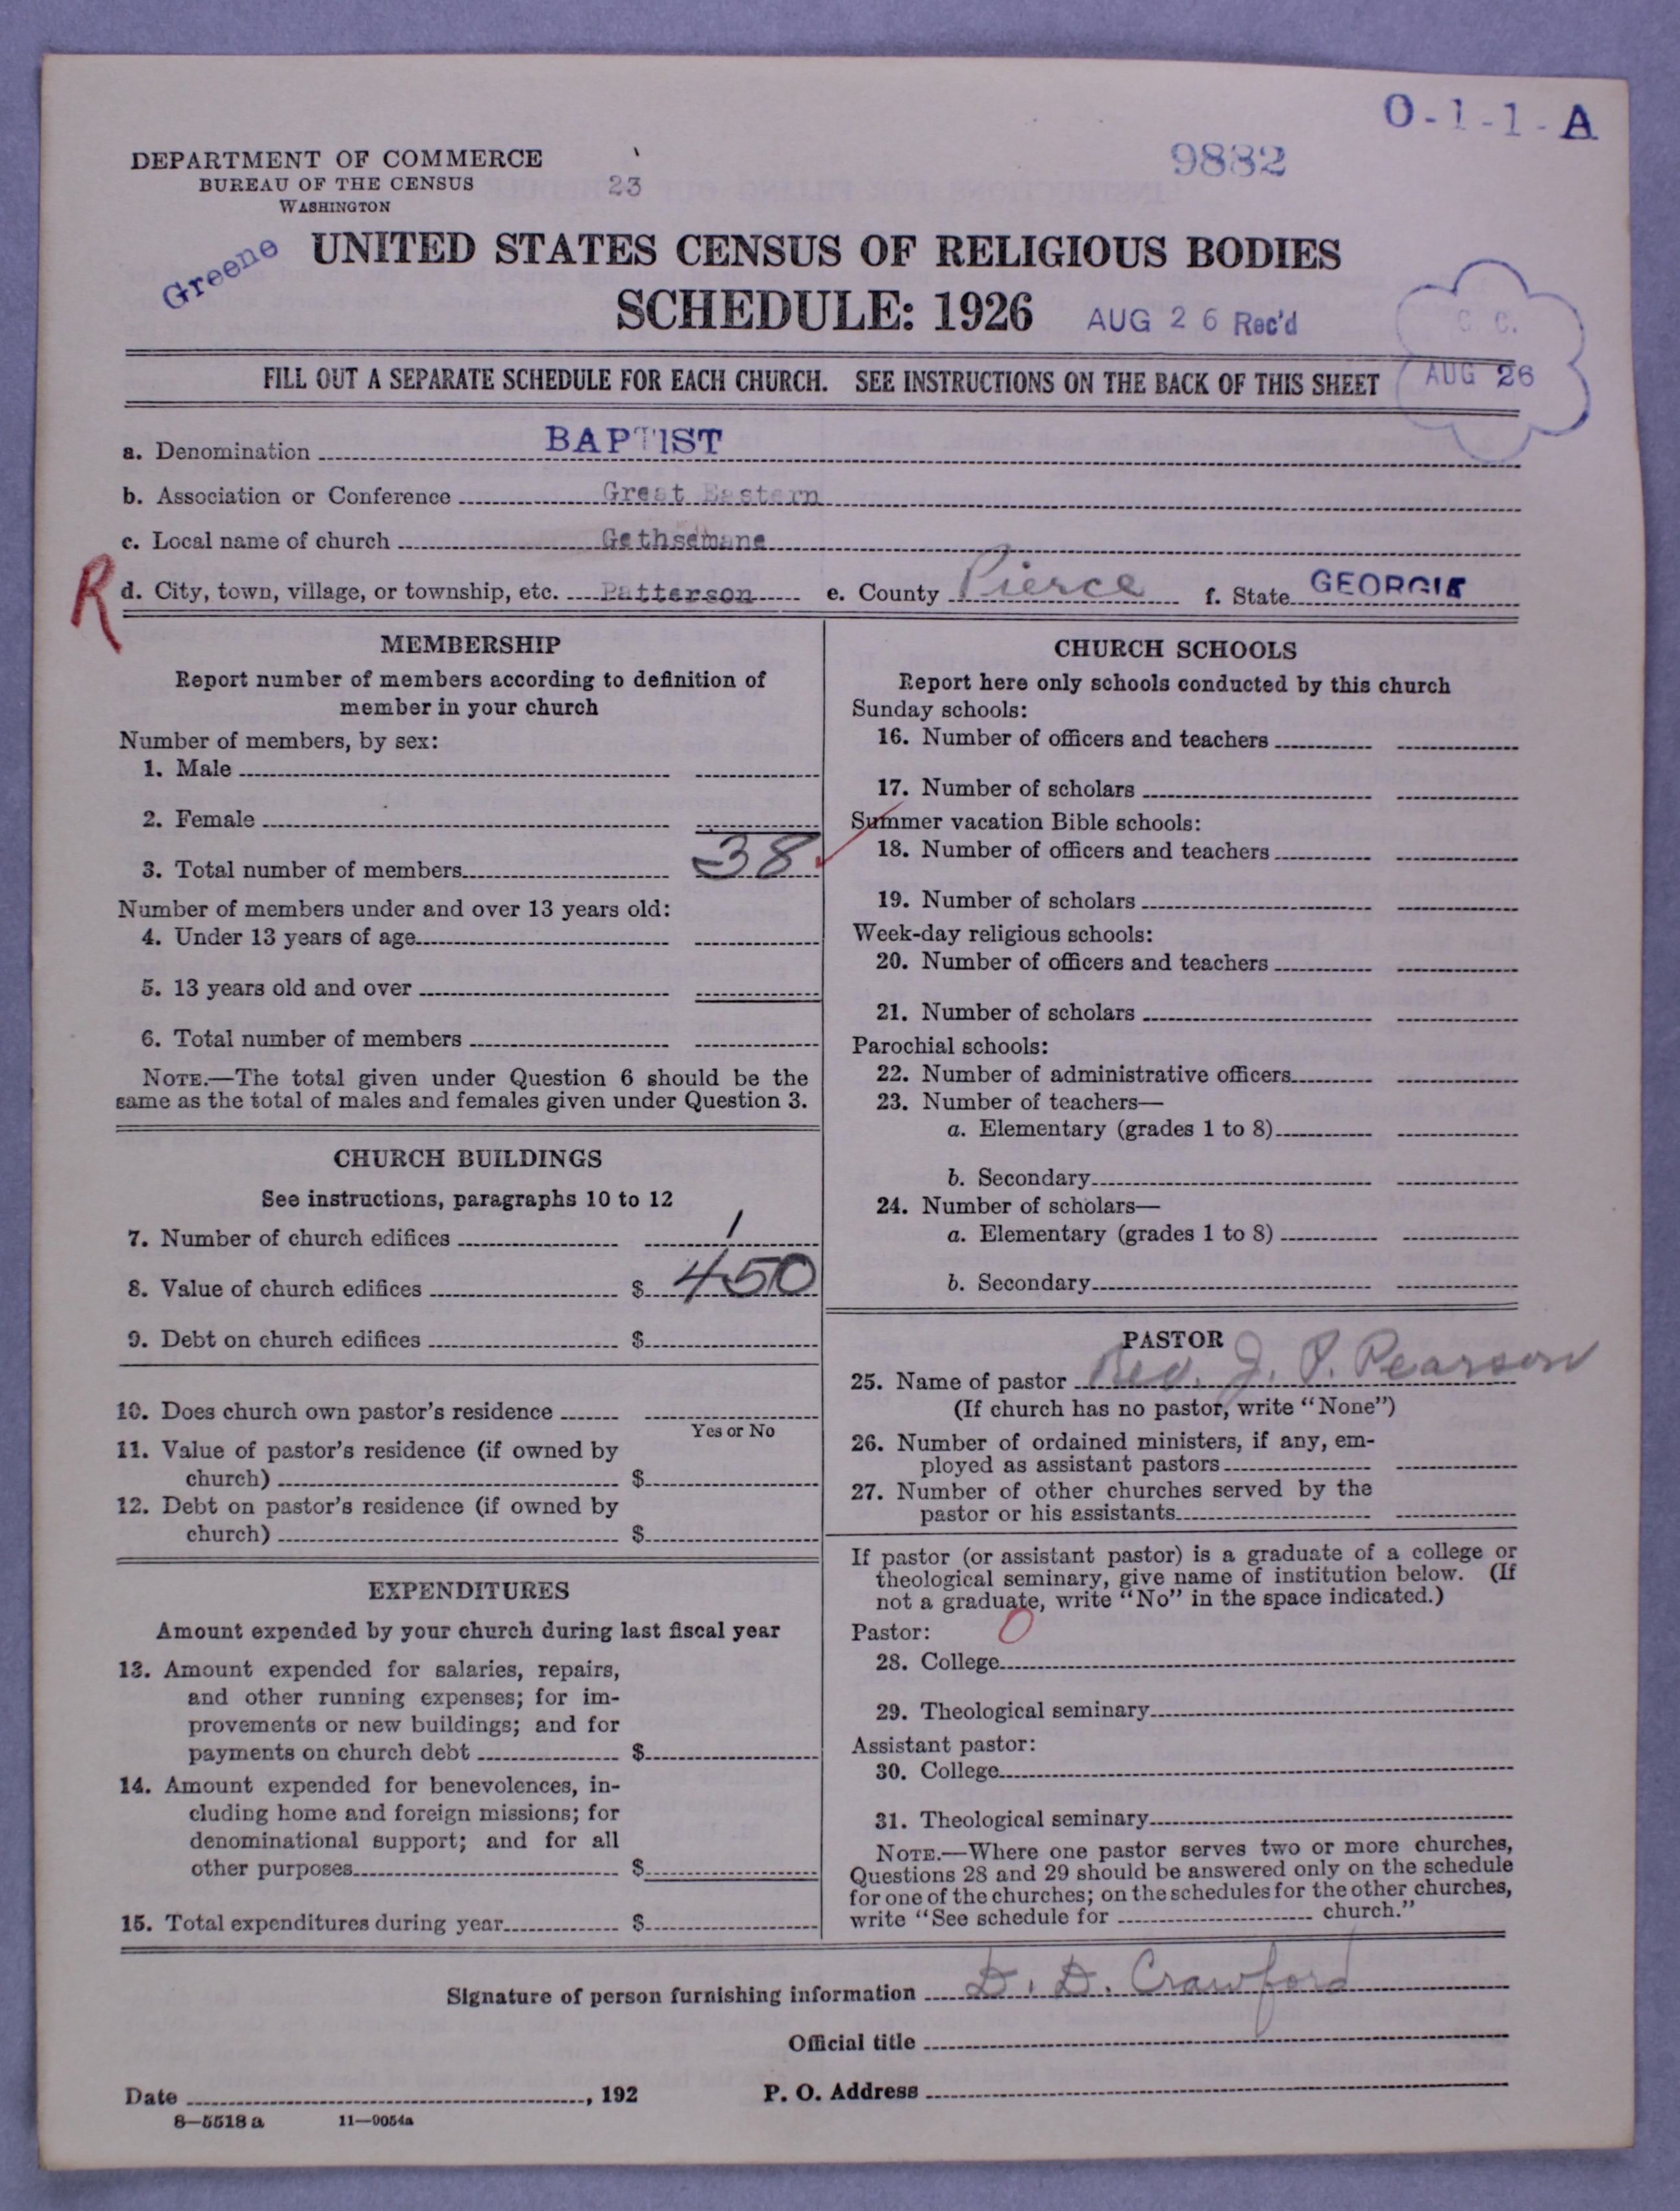 O-1-1-A
9882
DEPARTMENT OF COMMERCE
BUREAU OF THE CENSUS
WASHINGTON
23
Greene
UNITED STATES CENSUS OF RELIGIOUS BODIES
SCHEDULE: 1926
AUG 26 Rec'd
C. C.
AUG 26
FILL OUT A SEPARATE SCHEDULE FOR EACH CHURCH. SEE INSTRUCTIONS ON THE BACK OF THIS SHEET
a. Denomination BAPTIST
b. Association or Conference Great Eastern
c. Local name of church Gethsemane
R
d. City, town, village, or township, etc. Patterson e. County Pierce f. State GEORGIA
MEMBERSHIP
Report number of members according to definition of
member in your church
Number of members, by sex:
1. Male
2. Female
3. Total number of members 38
Number of members under and over 13 years old:
4. Under 13 years of age
5. 13 years old and over
6. Total number of members
NOTE.—The total given under Question 6 should be the
same as the total of males and females given under Question 3.
CHURCH BUILDINGS
See instructions, paragraphs 10 to 12
7. Number of church edifices 1
8. Value of church edifices $ 450
9. Debt on church edifices $
10. Does church own pastor's residence
Yes or No
11. Value of pastor's residence (if owned by
church) $
12. Debt on pastor's residence (if owned by
church) $
EXPENDITURES
Amount expended by your church during last fiscal year
13. Amount expended for salaries, repairs,
and other running expenses; for im-
provements or new buildings; and for
payments on church debt $
14. Amount expended for benevolences, in-
cluding home and foreign missions; for
denominational support; and for all
other purposes $
15. Total expenditures during year $
CHURCH SCHOOLS
Report here only schools conducted by this church
Sunday schools:
16. Number of officers and teachers
17. Number of scholars
Summer vacation Bible schools:
18. Number of officers and teachers
19. Number of scholars
Week-day religious schools:
20. Number of officers and teachers
21. Number of scholars
Parochial schools:
22. Number of administrative officers
23. Number of teachers—
a. Elementary (grades 1 to 8)
b. Secondary
24. Number of scholars—
a. Elementary (grades 1 to 8)
b. Secondary
PASTOR
25. Name of pastor Rev. J. P. Pearson
(If church has no pastor, write "None")
26. Number of ordained ministers, if any, em-
ployed as assistant pastors
27. Number of other churches served by the
pastor or his assistants
If pastor (or assistant pastor) is a graduate of a college or
theological seminary, give name of institution below. (If
not a graduate, write "No" in the space indicated.)
Pastor: 0
28. College
29. Theological seminary
Assistant pastor:
30. College
31. Theological seminary
NOTE.—Where one pastor serves two or more churches,
Questions 28 and 29 should be answered only on the schedule
for one of the churches; on the schedules for the other churches,
write "See schedule for church."
Signature of person furnishing information D. D. Crawford
Official title
Date , 192 P. O. Address
8—5518 a 11—9054a